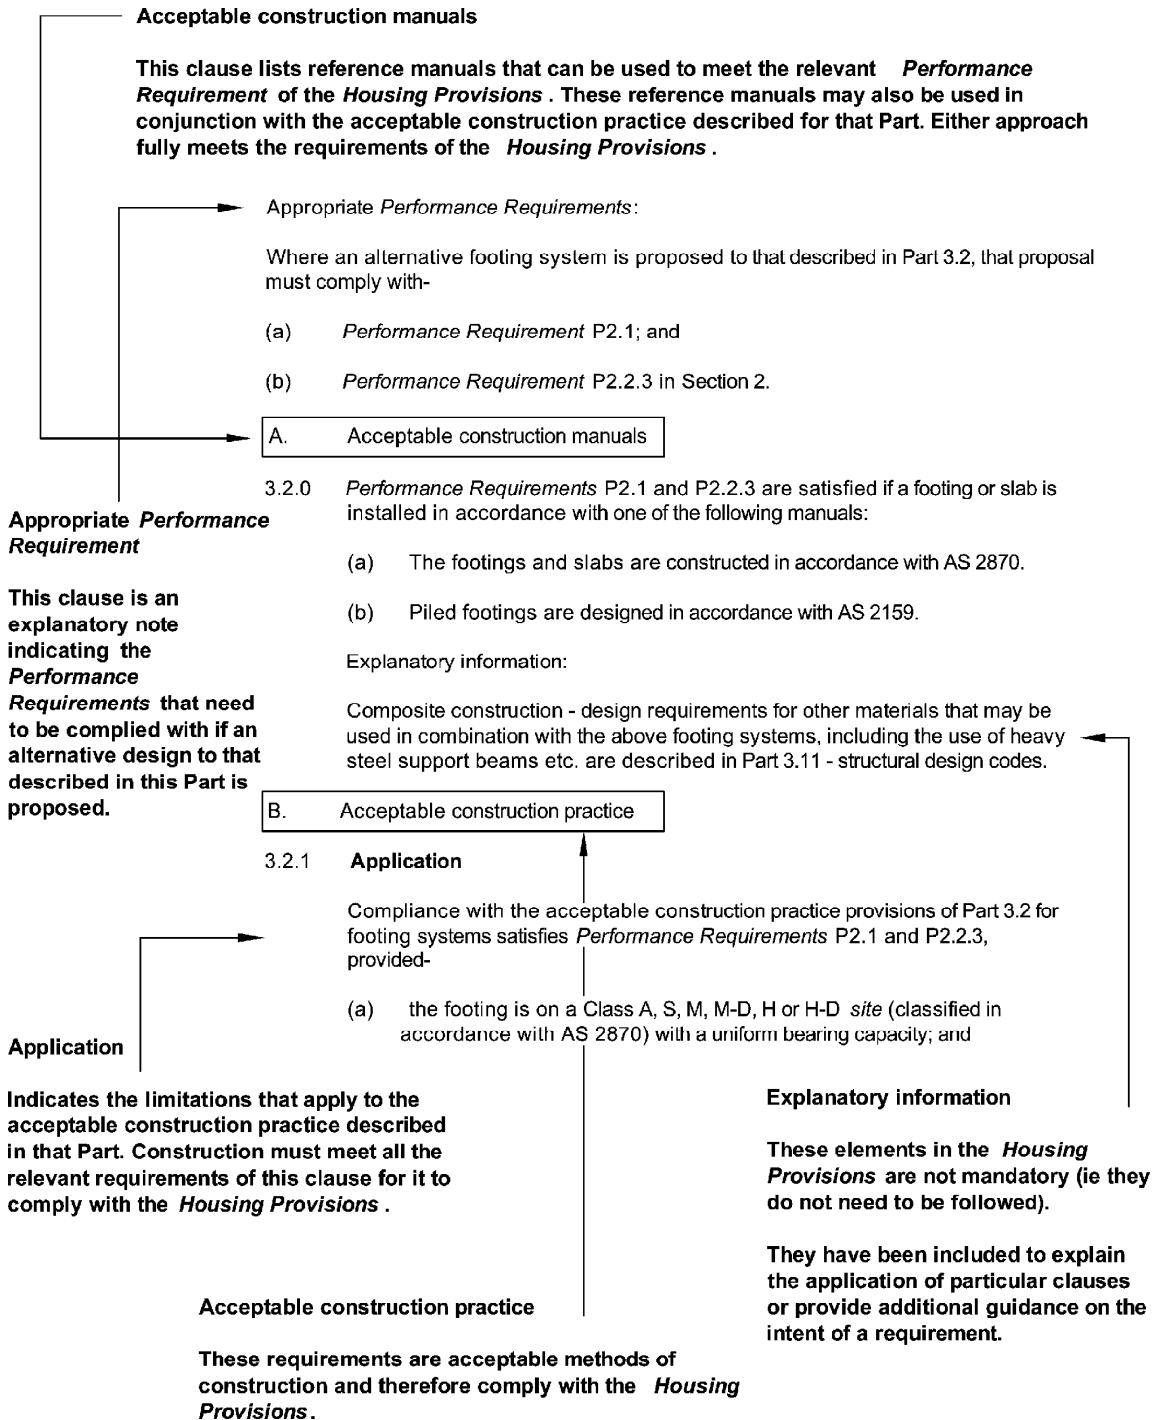 Acceptable construction manuals
This clause lists reference manuals that can be used to meet the relevant Performance
Requirement of the Housing Provisions . These reference manuals may also be used in
conjunction with the acceptable construction practice described for that Part. Either approach
fully meets the requirements of the Housing Provisions .
Appropriate Performance Requirements:
Where an alternative footing system is proposed to that described in Part 3.2, that proposal
must comply with-
(a) Performance Requirement P2.1; and
(b) Performance Requirement P2.2.3 in Section 2.
A. Acceptable construction manuals
3.2.0 Performance Requirements P2.1 and P2.2.3 are satisfied if a footing or slab is
installed in accordance with one of the following manuals:
(a) The footings and slabs are constructed in accordance with AS 2870.
(b) Piled footings are designed in accordance with AS 2159.
Explanatory information:
Composite construction - design requirements for other materials that may be
used in combination with the above footing systems, including the use of heavy
steel support beams etc. are described in Part 3.11 - structural design codes.
Appropriate Performance
Requirement
This clause is an
explanatory note
indicating the
Performance
Requirements that need
to be complied with if an
alternative design to that
described in this Part is
proposed.
B. Acceptable construction practice
3.2.1 Application
Compliance with the acceptable construction practice provisions of Part 3.2 for
footing systems satisfies Performance Requirements P2.1 and P2.2.3,
provided-
(a) the footing is on a Class A, S, M, M-D, H or H-D site (classified in
accordance with AS 2870) with a uniform bearing capacity; and
Application
Indicates the limitations that apply to the
acceptable construction practice described
in that Part. Construction must meet all the
relevant requirements of this clause for it to
comply with the Housing Provisions .
Explanatory information
These elements in the Housing
Provisions are not mandatory (ie they
do not need to be followed).
They have been included to explain
the application of particular clauses
or provide additional guidance on the
intent of a requirement.
Acceptable construction practice
These requirements are acceptable methods of
construction and therefore comply with the Housing
Provisions.